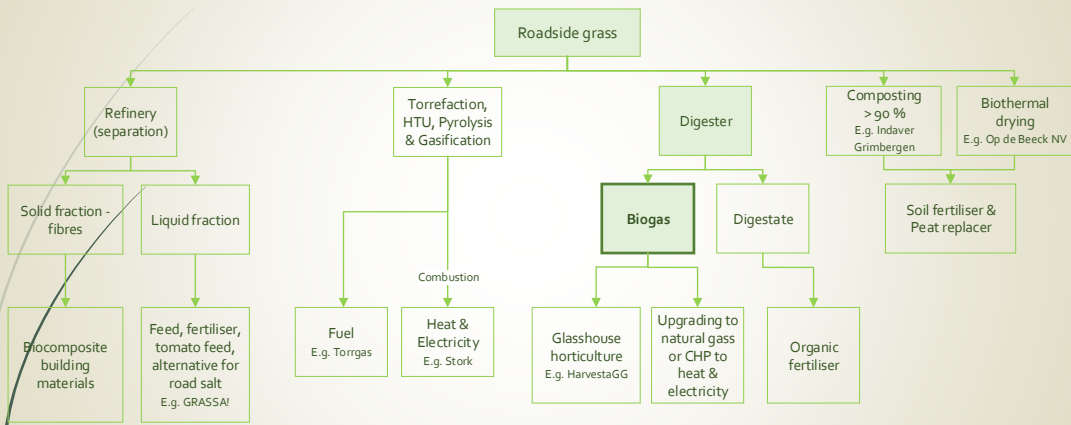 Roadside grass
Refinery
(separation)
Torrefaction,
HTU, Pyrolysis
& Gasification
Digester
Composting
> 90 %
E.g. Indaver
Grimbergen
Biothermal
drying
E.g. Op de Beeck NV
Solid fraction -
fibres
Liquid fraction
Biogas
Digestate
Soil fertiliser &
Peat replacer
Combustion
Biocomposite
building
materials
Feed, fertiliser,
tomato feed,
alternative for
road salt
E.g. GRASSA!
Fuel
E.g. Torrgas
Heat &
Electricity
E.g. Stork
Glasshouse
horticulture
E.g. HarvestaGG
Upgrading to
natural gass
or CHP to
heat &
electricity
Organic
fertiliser